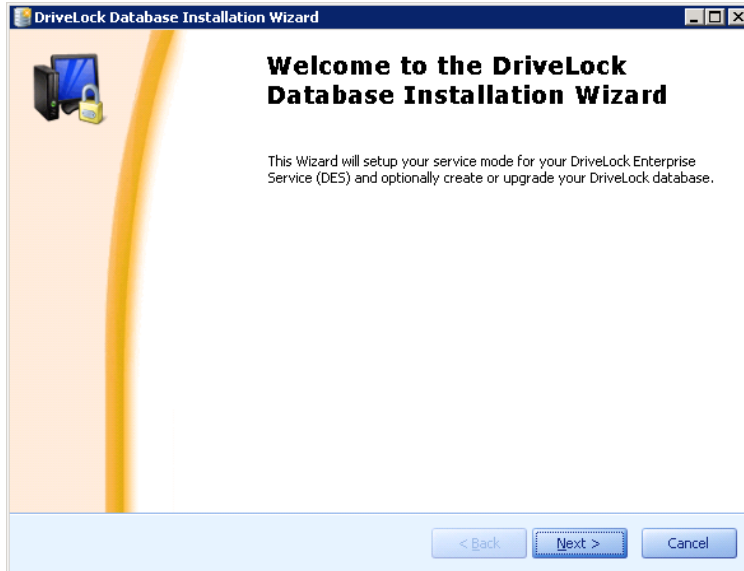 DriveLock Database Installation Wizard
Welcome to the DriveLock
Database Installation Wizard
This Wizard will setup your service mode for your DriveLock Enterprise
Service (DES) and optionally create or upgrade your DriveLock database.
< Back
Next >
Cancel